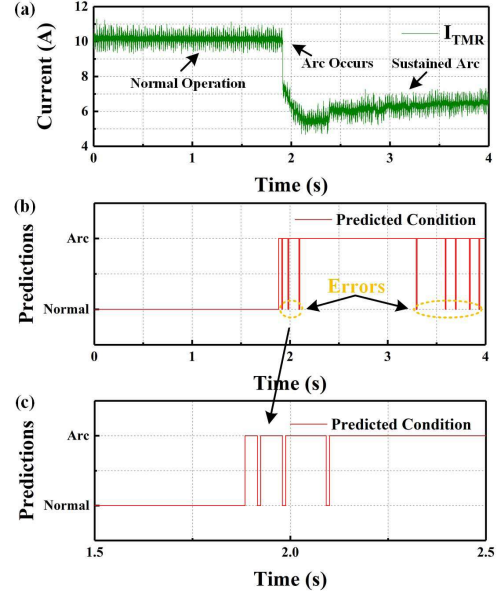 (a)
I_TMR
Normal Operation
Arc Occurs
Sustained Arc
Current (A)
12
10
8
6
4
0
1
2
3
4
Time (s)
(b)
Predicted Condition
Predictions
Arc
Errors
Normal
0
1
2
3
4
Time (s)
(c)
Predicted Condition
Predictions
Arc
Normal
1.5
2.0
2.5
Time (s)